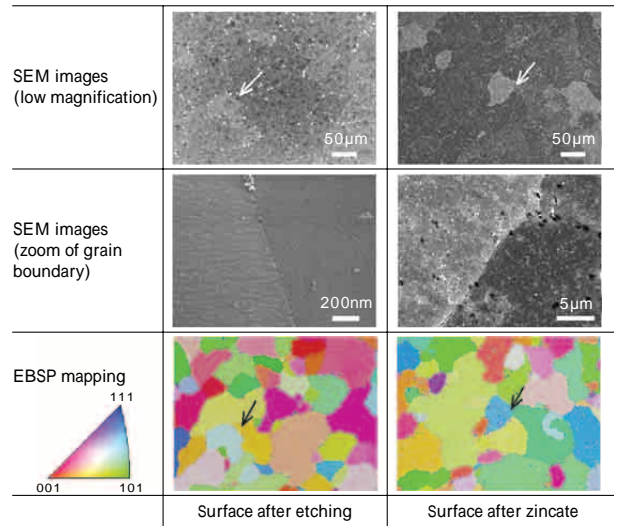 SEM images
(low magnification)
50μm
50μm
SEM images
(zoom of grain
boundary)
200nm
5μm
EBSP mapping
111
001
101
Surface after etching
Surface after zincate